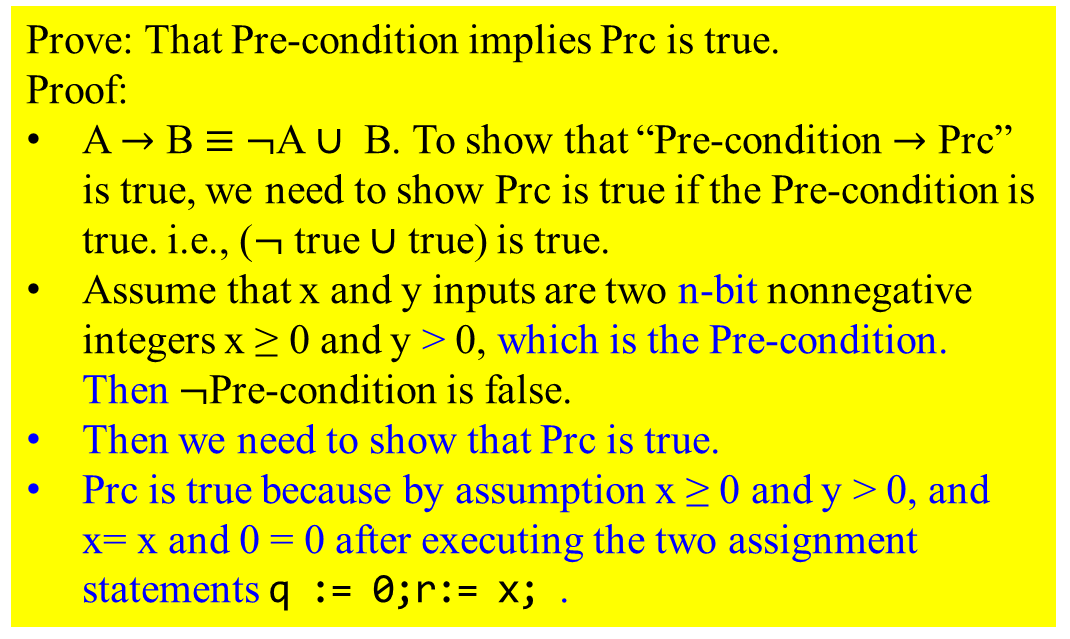 Prove: That Pre-condition implies Prc is true.
Proof:
• A → B ≡ ¬A ∪ B. To show that “Pre-condition → Prc”
is true, we need to show Prc is true if the Pre-condition is
true. i.e., (¬ true ∪ true) is true.
• Assume that x and y inputs are two n-bit nonnegative
integers x ≥ 0 and y > 0, which is the Pre-condition.
Then ¬Pre-condition is false.
• Then we need to show that Prc is true.
• Prc is true because by assumption x ≥ 0 and y > 0, and
x= x and 0 = 0 after executing the two assignment
statements q := 0;r:= x; .